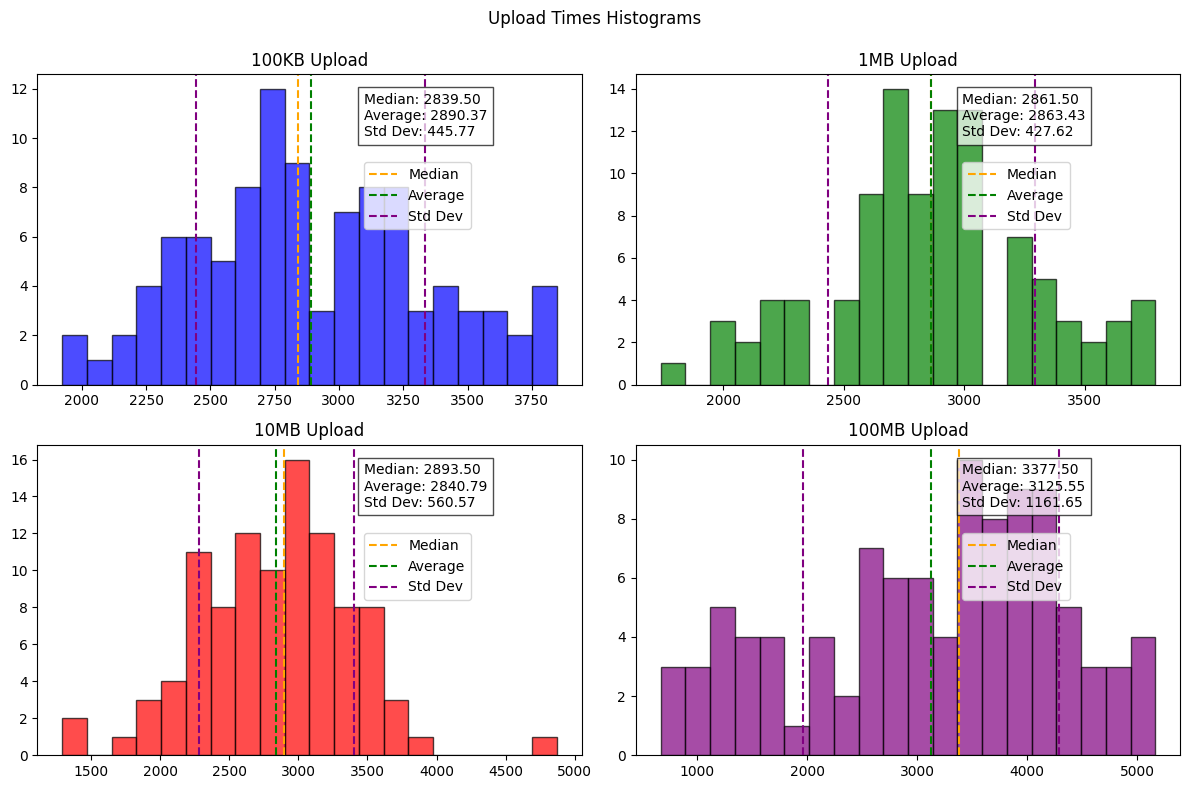 Upload Times Histograms
100KB Upload
12
10
8
6
4
2
0
2000 2250 2500 2750 3000 3250 3500 3750
Median: 2839.50
Average: 2890.37
Std Dev: 445.77
Median
Average
Std Dev
1MB Upload
14
12
10
8
6
4
2
0
2000 2500 3000 3500
Median: 2861.50
Average: 2863.43
Std Dev: 427.62
Median
Average
Std Dev
10MB Upload
16
14
12
10
8
6
4
2
0
1500 2000 2500 3000 3500 4000 4500 5000
Median: 2893.50
Average: 2840.79
Std Dev: 560.57
Median
Average
Std Dev
100MB Upload
10
8
6
4
2
0
1000 2000 3000 4000 5000
Median: 3377.50
Average: 3125.55
Std Dev: 1161.65
Median
Average
Std Dev